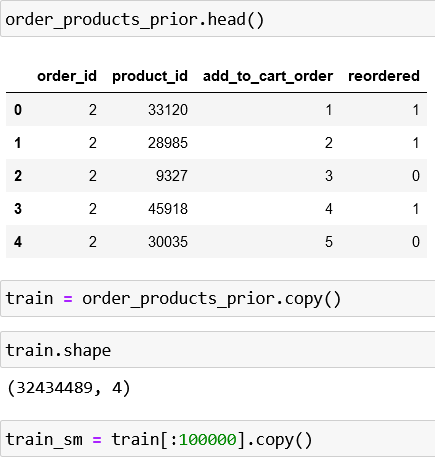 order_products_prior.head()
order_id product_id add_to_cart_order reordered
0 2 33120 1 1
1 2 28985 2 1
2 2 9327 3 0
3 2 45918 4 1
4 2 30035 5 0
train = order_products_prior.copy()
train.shape
(32434489, 4)
train_sm = train[:100000].copy()